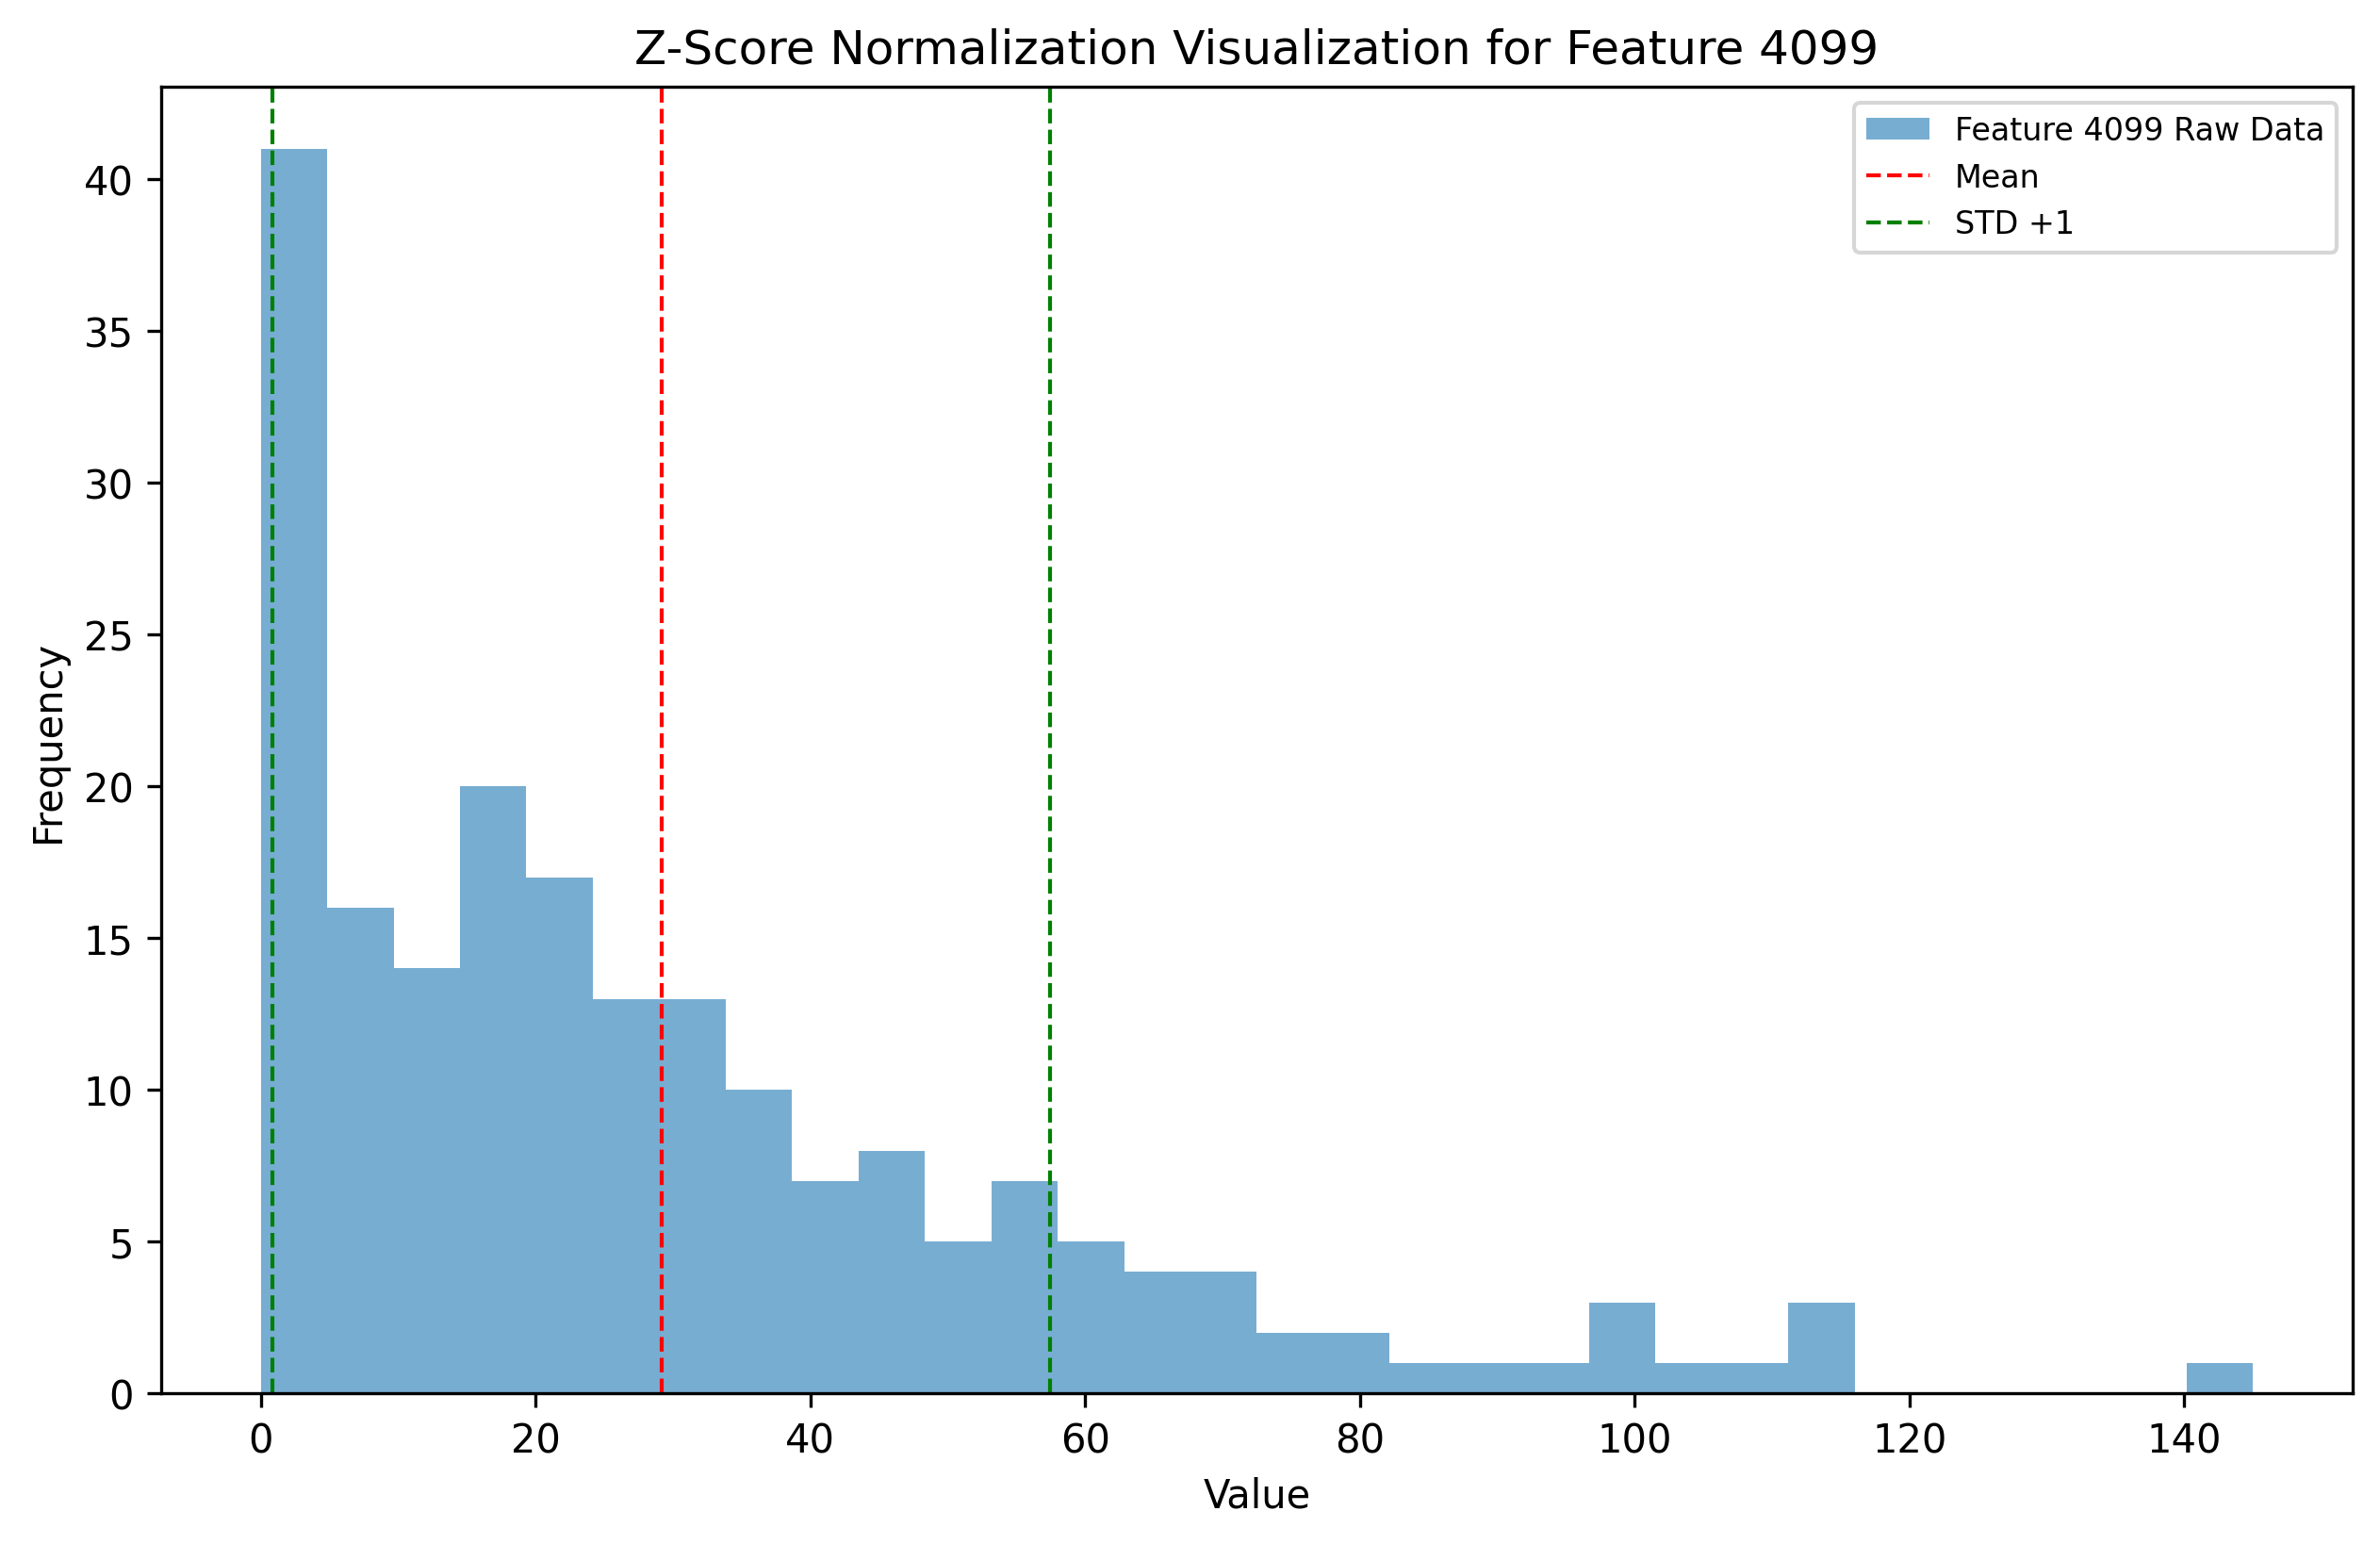 Z-Score Normalization Visualization for Feature 4099
Feature 4099 Raw Data
Mean
STD +1
40
35
30
25
20
15
10
5
0
Frequency
0 20 40 60 80 100 120 140
Value